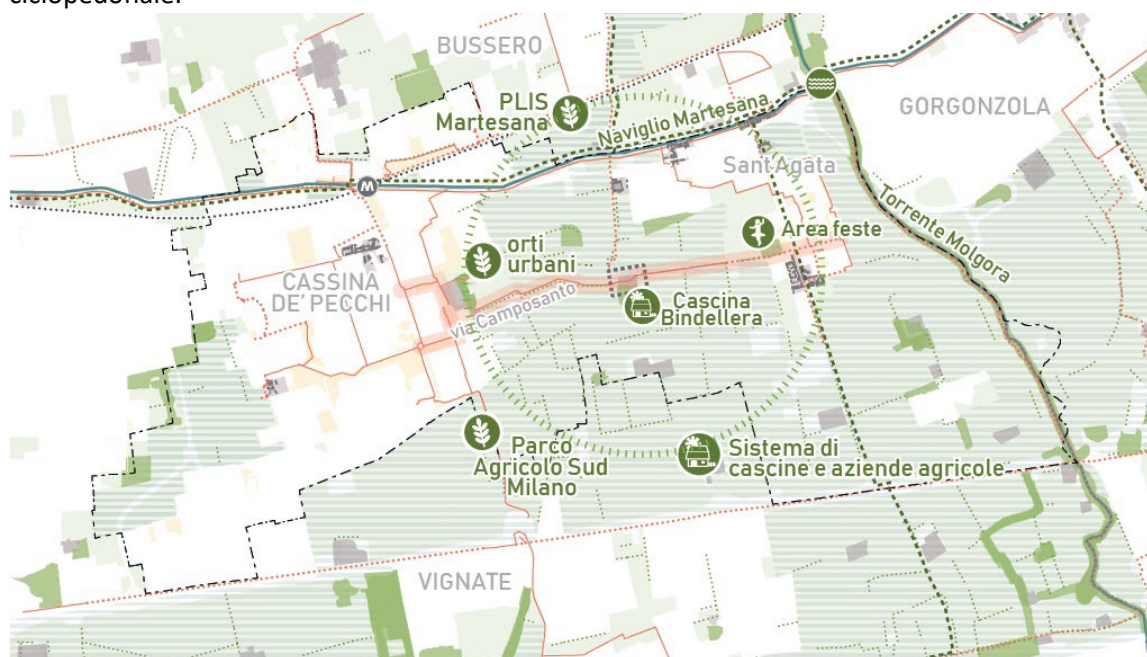 ciclopedonale.
BUSSERO
PLIS
Martesana
Naviglio Martesana
GORGONZOLA
Sant'Agata
M
Torrente Molgora
orti
urbani
Area feste
CASSINA
DE' PECCHI
via Camposanto
Cascina
Bindellera
Parco
Agricolo Sud
Milano
Sistema di
cascine e aziende agricole
VIGNATE